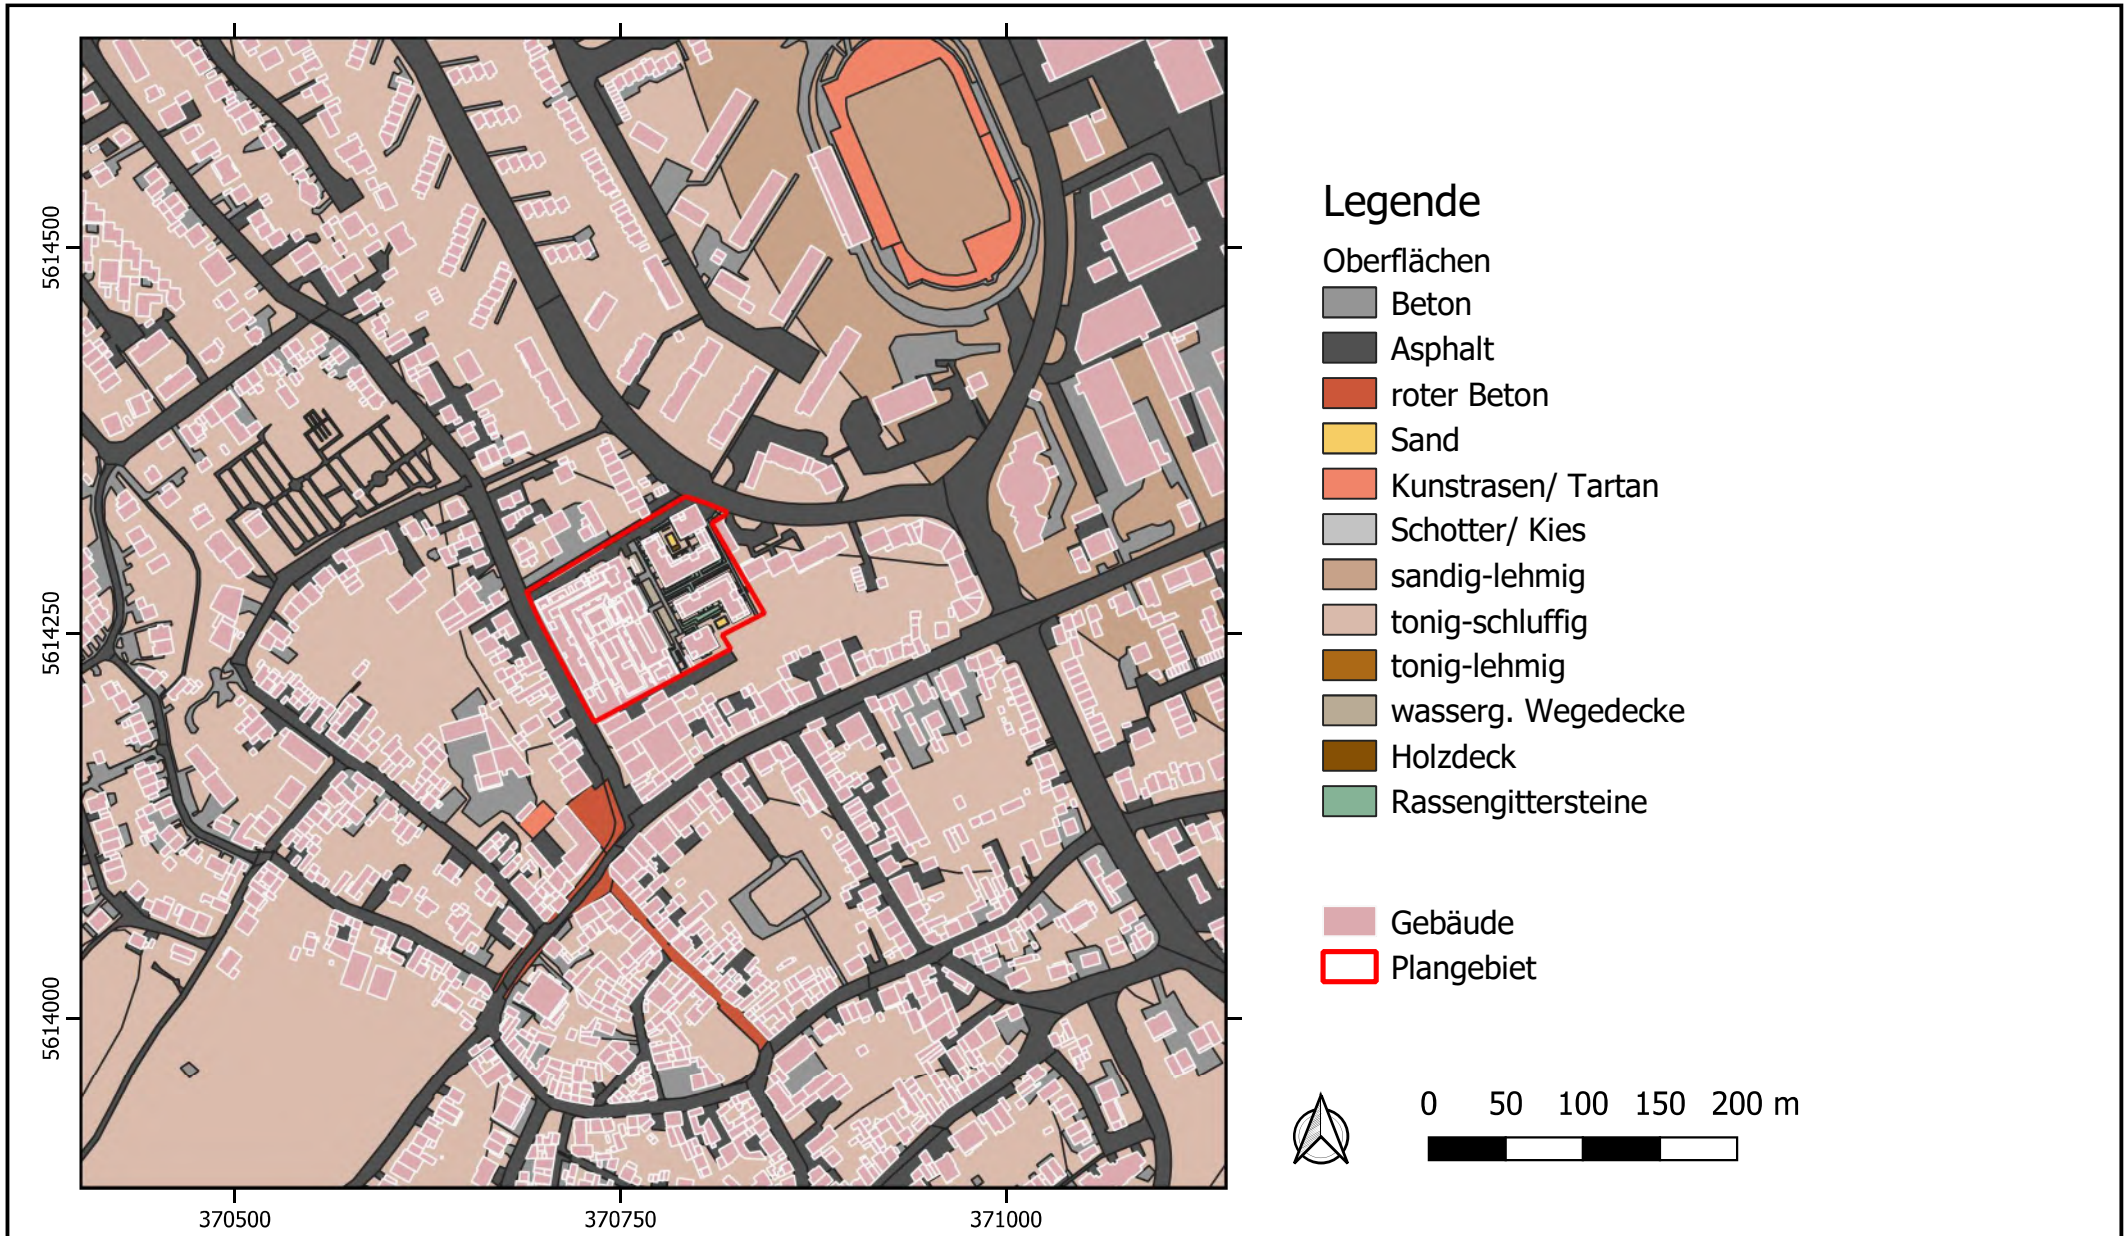 Legende
Oberflächen
Beton
Asphalt
roter Beton
Sand
Kunstrasen/ Tartan
Schotter/ Kies
sandig-lehmig
tonig-schluffig
tonig-lehmig
wasserg. Wegedecke
Holzdeck
Rassengittersteine
Gebäude
Plangebiet
0 50 100 150 200 m
5614500
5614250
5614000
370500 370750 371000